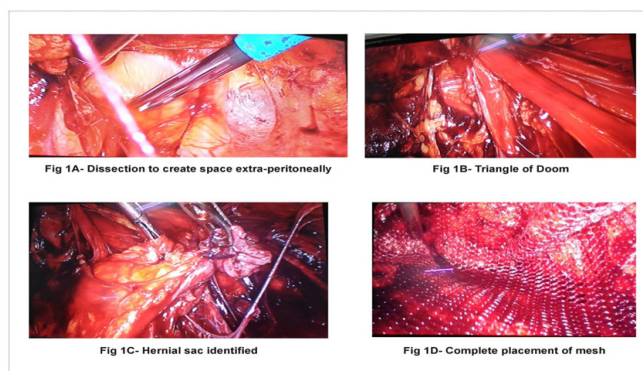 Fig 1A- Dissection to create space extra-peritoneally
Fig 1B- Triangle of Doom
Fig 1C- Hernial sac identified
Fig 1D- Complete placement of mesh